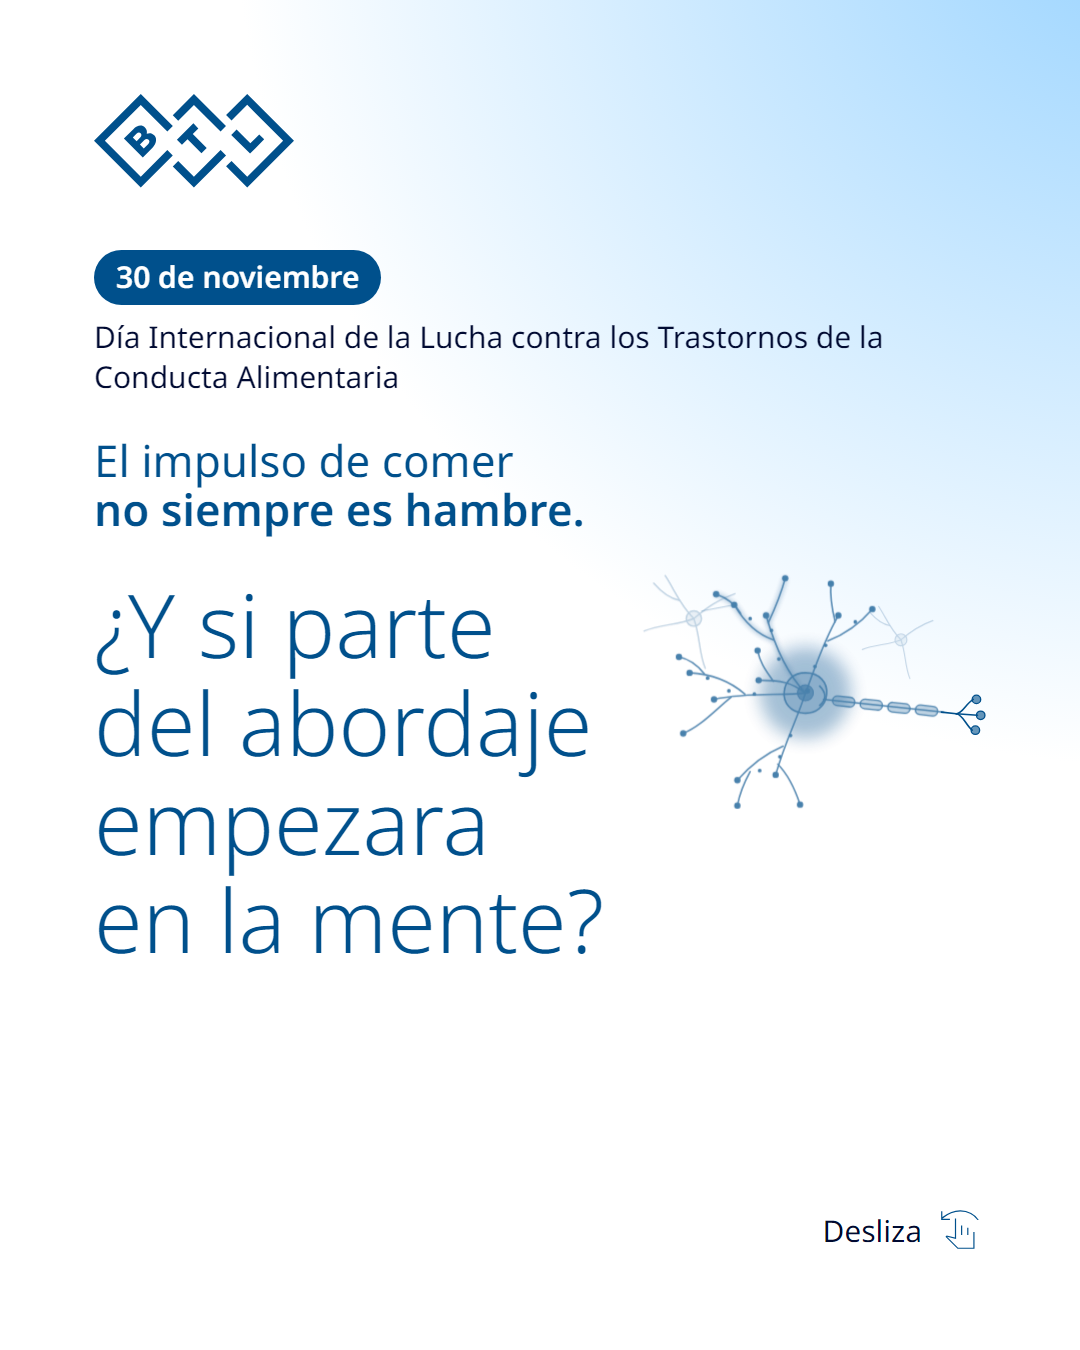 BTL
30 de noviembre
Día Internacional de la Lucha contra los Trastornos de la
Conducta Alimentaria
El impulso de comer
no siempre es hambre.
¿Y si parte
del abordaje
empezara
en la mente?
Desliza